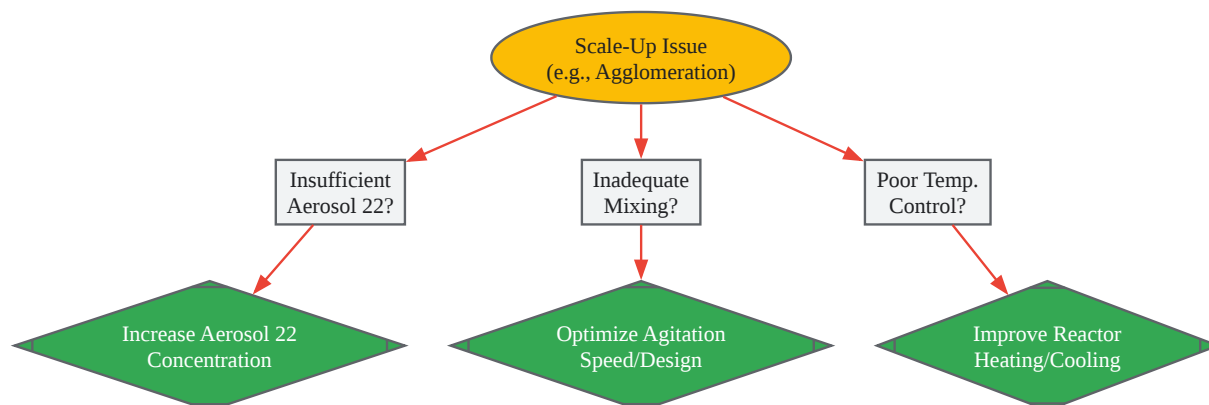 Scale-Up Issue
(e.g., Agglomeration)
Insufficient
Aerosol 22?
Inadequate
Mixing?
Poor Temp.
Control?
Increase Aerosol 22
Concentration
Optimize Agitation
Speed/Design
Improve Reactor
Heating/Cooling